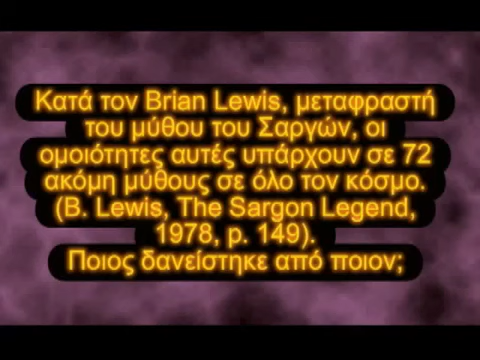 Κατά τον Brian Lewis, μεταφραστή
του μύθου του Σαργών, οι
ομοιότητες αυτές υπάρχουν σε 72
ακόμη μύθους σε όλο τον κόσμο.
(B. Lewis, The Sargon Legend,
1978, p. 149).
Ποιος δανείστηκε από ποιον;